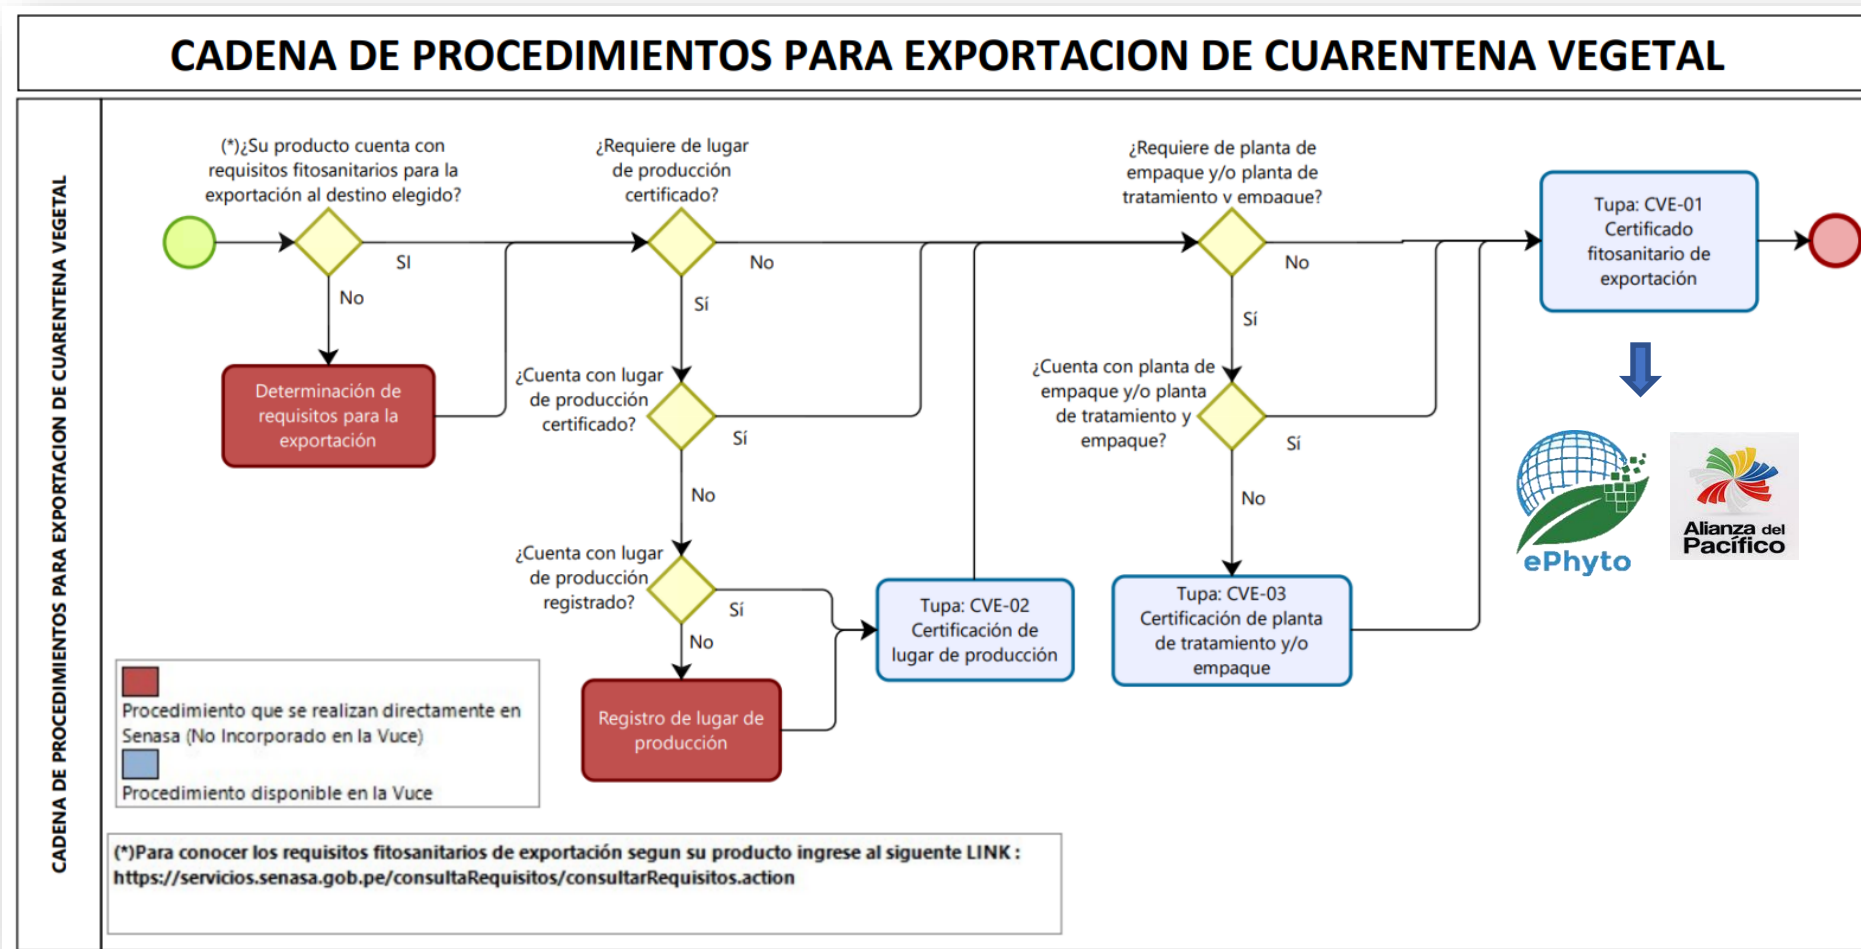 CADENA DE PROCEDIMIENTOS PARA EXPORTACION DE CUARENTENA VEGETAL
CADENA DE PROCEDIMIENTOS PARA EXPORTACION DE CUARENTENA VEGETAL
(*)¿Su producto cuenta con
requisitos fitosanitarios para la
exportación al destino elegido?
SI
No
Determinación de
requisitos para la
exportación
¿Requiere de lugar
de producción
certificado?
No
Sí
¿Cuenta con lugar
de producción
certificado?
Sí
No
¿Cuenta con lugar
de producción
registrado?
Sí
No
Registro de lugar de
producción
Tupa: CVE-02
Certificación de
lugar de producción
¿Requiere de planta de
empaque y/o planta de
tratamiento y empaque?
No
Sí
¿Cuenta con planta de
empaque y/o planta
de tratamiento y
empaque?
Sí
No
Tupa: CVE-03
Certificación de planta
de tratamiento y/o
empaque
Tupa: CVE-01
Certificado
fitosanitario de
exportación
ePhyto
Alianza del
Pacífico
Procedimiento que se realizan directamente en
Senasa (No Incorporado en la Vuce)
Procedimiento disponible en la Vuce
(*)Para conocer los requisitos fitosanitarios de exportación segun su producto ingrese al siguiente LINK :
https://servicios.senasa.gob.pe/consultaRequisitos/consultarRequisitos.action